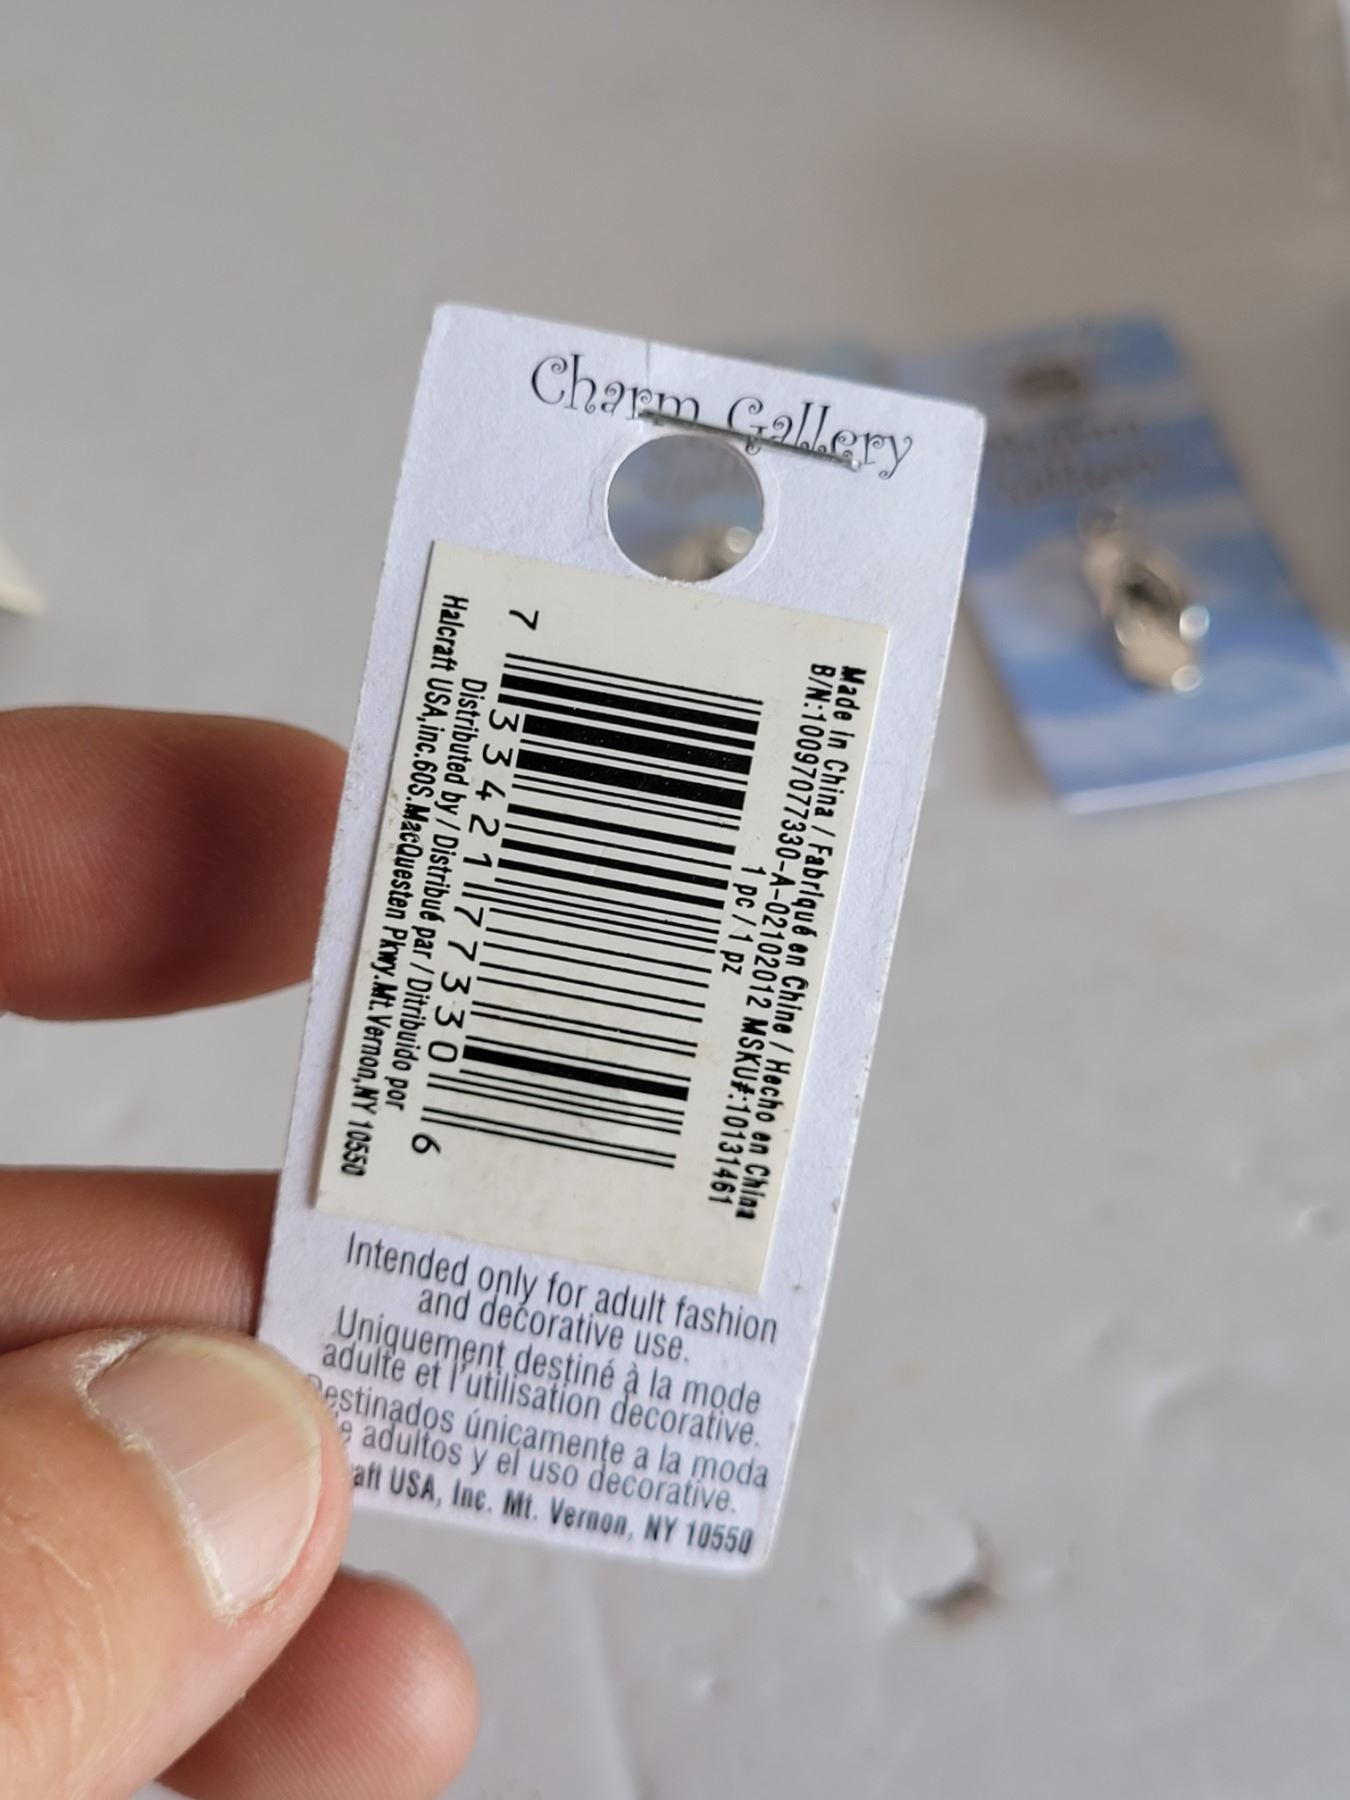 Charm Gallery
Made in China / Fabriqué en Chine / Hecho en China
B/N:1009707733​0-A-02102012 MSKU#:10131461
1 pc / 1 pz
7 33421 77330 6
Distributed by / Distribué par / Ditribuido por
Halcraft USA,inc.60S.MacQuesten Pkwy.Mt.Vernon,NY 10550
Intended only for adult fashion
and decorative use.
Uniquement destiné à la mode
adulte et l'utilisation decorative.
Destinados únicamente a la moda
adultos y el uso decorative.
USA, Inc. Mt. Vernon, NY 10550